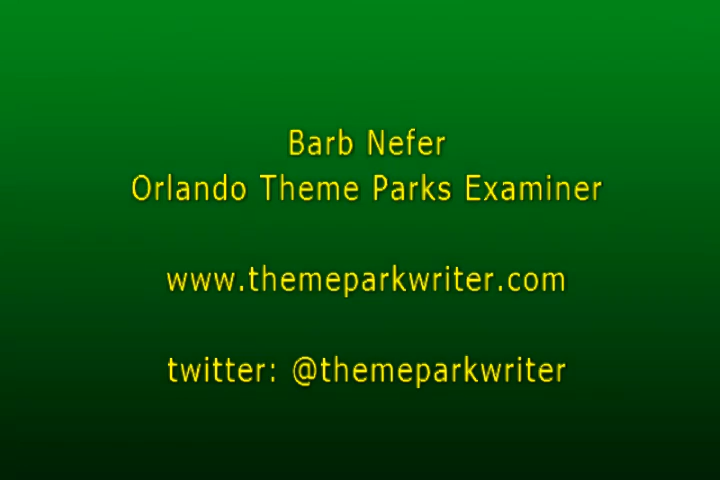 Barb Nefer
Orlando Theme Parks Examiner
www.themeparkwriter.com
twitter: @themeparkwriter